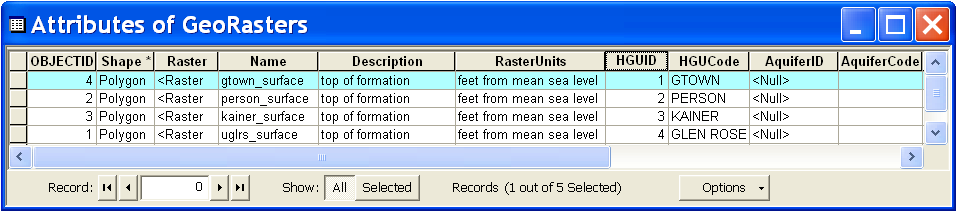 Attributes of GeoRasters
OBJECTID Shape * Raster Name Description RasterUnits HGUID HGUCode AquiferID AquiferCode
4 Polygon <Raster gtown_surface top of formation feet from mean sea level 1 GTOWN <Null>
2 Polygon <Raster person_surface top of formation feet from mean sea level 2 PERSON <Null>
3 Polygon <Raster kainer_surface top of formation feet from mean sea level 3 KAINER <Null>
1 Polygon <Raster uglrs_surface top of formation feet from mean sea level 4 GLEN ROSE <Null>
Record: 0 Show: All Selected Records (1 out of 5 Selected) Options